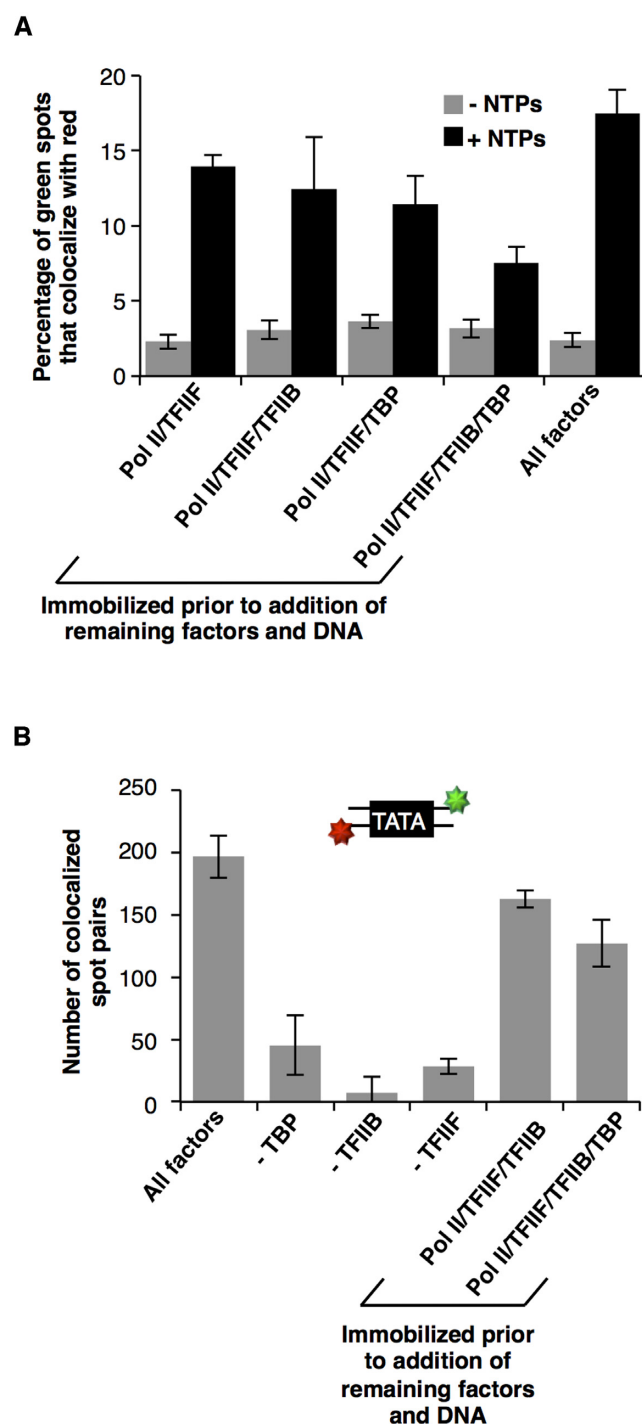 A
Percentage of green spots
that colocalize with red
20
15
10
5
0
- NTPs
+ NTPs
Pol II/TFIIF
Pol II/TFIIF/TFIIB
Pol II/TFIIF/TBP
Pol II/TFIIF/TFIIB/TBP
All factors
Immobilized prior to addition of
remaining factors and DNA
B
Number of colocalized
spot pairs
250
200
150
100
50
0
TATA
All factors
- TBP
- TFIIB
- TFIIF
Pol II/TFIIF/TFIIB
Pol II/TFIIF/TFIIB/TBP
Immobilized prior
to addition of
remaining factors
and DNA